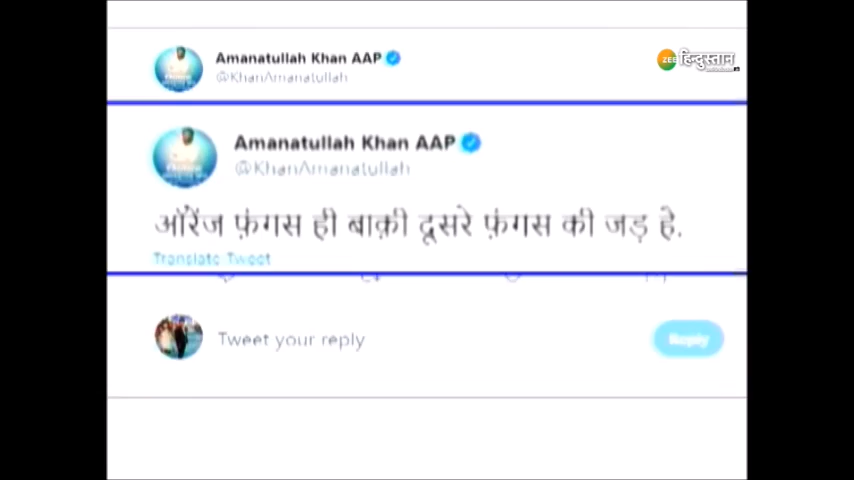 Amanatullah Khan AAP
@KhanAmanatullah
ZEE हिन्दुस्तान
Amanatullah Khan AAP
@KhanAmanatullah
ऑरेंज फ़ंगस ही बाक़ी दूसरे फ़ंगस की जड़ है.
Translate Tweet
Tweet your reply
Reply